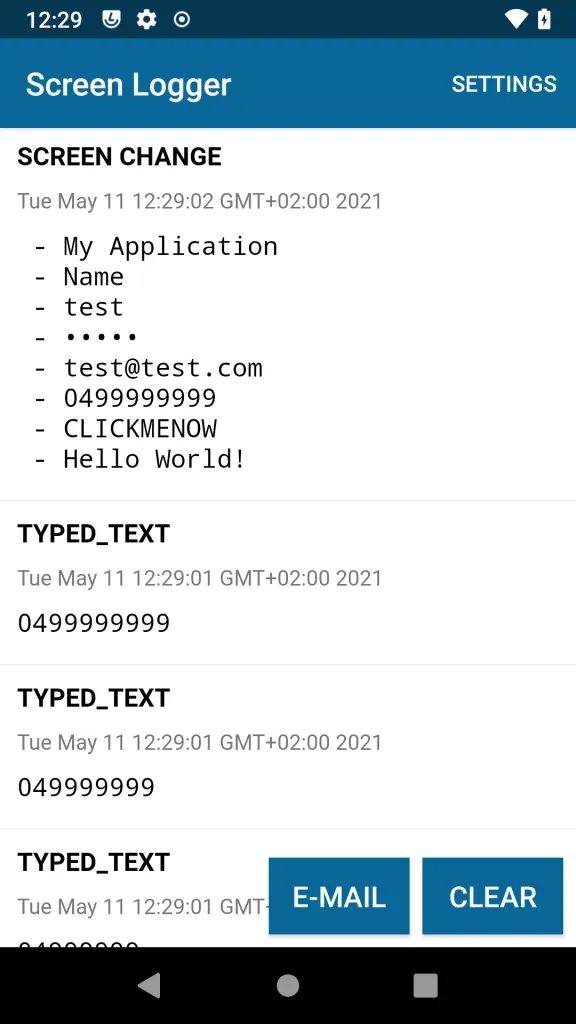 12:29
Screen Logger
SETTINGS
SCREEN CHANGE
Tue May 11 12:29:02 GMT+02:00 2021
- My Application
- Name
- test
- •••••
- test@test.com
- 0499999999
- CLICKMENOW
- Hello World!
TYPED_TEXT
Tue May 11 12:29:01 GMT+02:00 2021
0499999999
TYPED_TEXT
Tue May 11 12:29:01 GMT+02:00 2021
049999999
TYPED_TEXT
Tue May 11 12:29:01 GMT-
E-MAIL
CLEAR